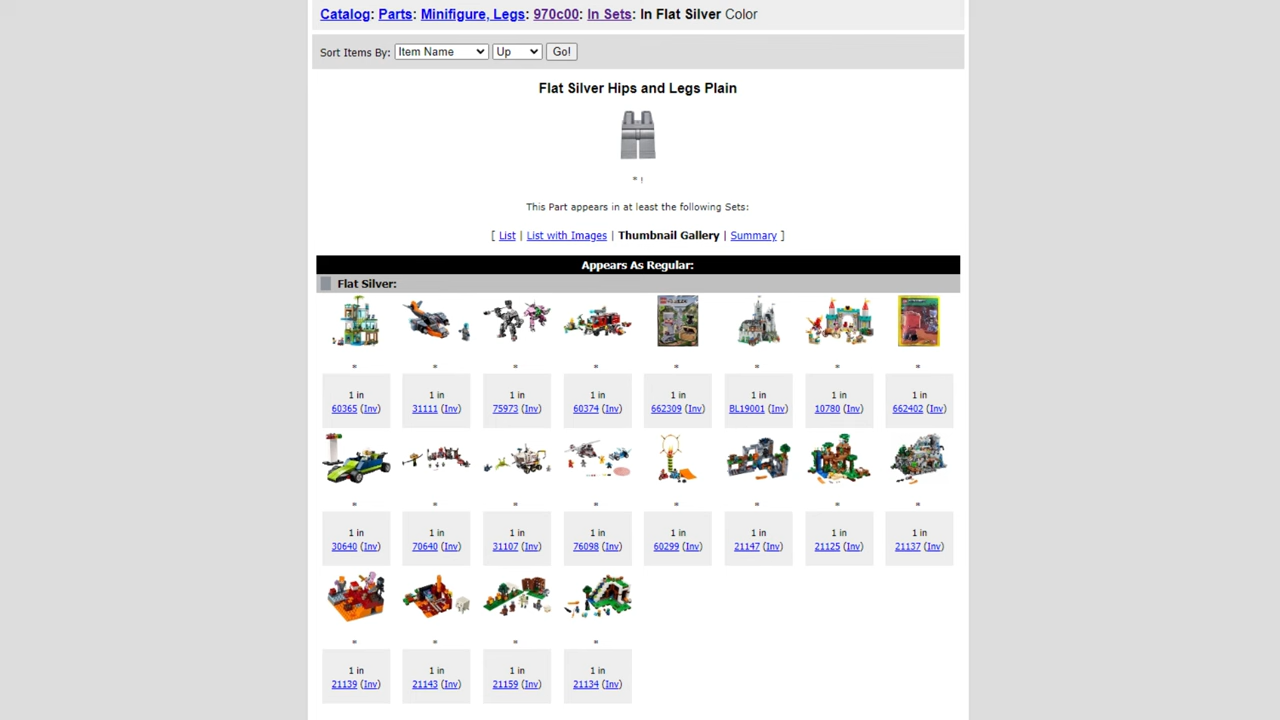 Catalog: Parts: Minifigure, Legs: 970c00: In Sets: In Flat Silver Color
Sort Items By: Item Name Up Go!
Flat Silver Hips and Legs Plain
* !
This Part appears in at least the following Sets:
[ List | List with Images | Thumbnail Gallery | Summary ]
Appears As Regular:
Flat Silver:
* * * * * * * *
1 in 1 in 1 in 1 in 1 in 1 in 1 in 1 in
60365 (Inv) 31111 (Inv) 75973 (Inv) 60374 (Inv) 662309 (Inv) BL19001 (Inv) 10780 (Inv) 662402 (Inv)
* * * * * * * *
1 in 1 in 1 in 1 in 1 in 1 in 1 in 1 in
30640 (Inv) 70640 (Inv) 31107 (Inv) 76098 (Inv) 60299 (Inv) 21147 (Inv) 21125 (Inv) 21137 (Inv)
* * * *
1 in 1 in 1 in 1 in
21139 (Inv) 21143 (Inv) 21159 (Inv) 21134 (Inv)